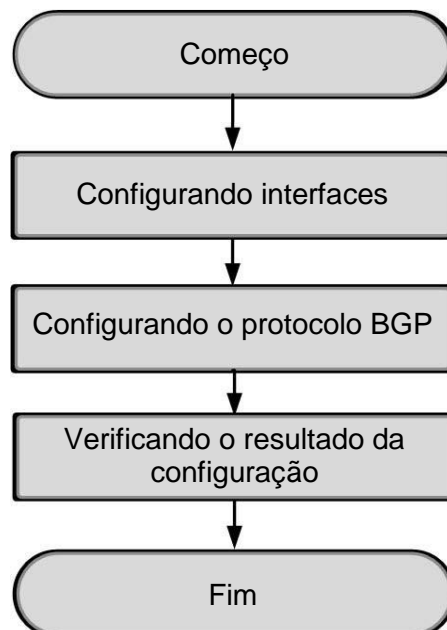 Começo
Configurando interfaces
Configurando o protocolo BGP
Verificando o resultado da
configuração
Fim